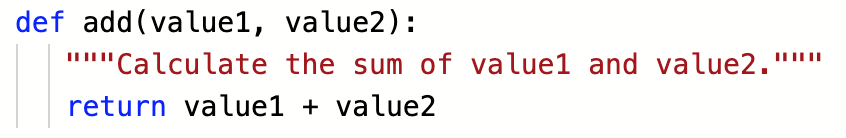 def add(value1, value2):
    """Calculate the sum of value1 and value2."""
    return value1 + value2